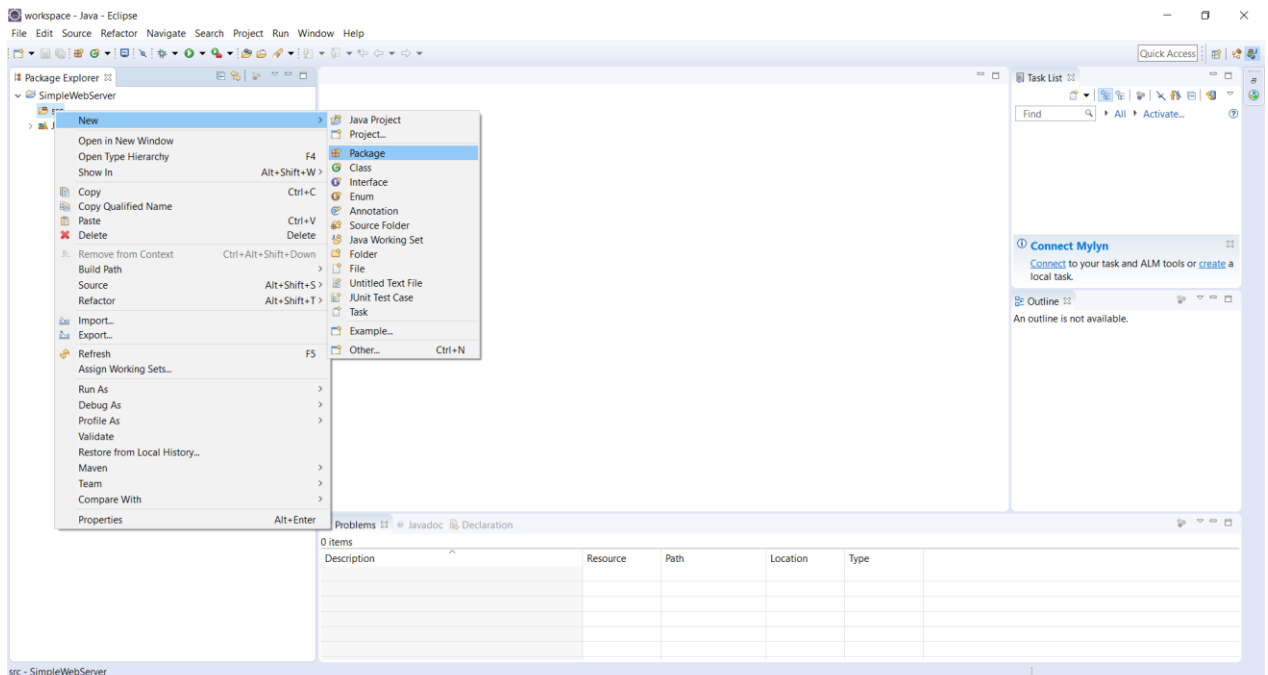 workspace - Java - Eclipse
File Edit Source Refactor Navigate Search Project Run Window Help
Quick Access
Package Explorer
SimpleWebServer
src
J
New
Open in New Window
Open Type Hierarchy F4
Show In Alt+Shift+W
Copy Ctrl+C
Copy Qualified Name
Paste Ctrl+V
Delete Delete
Remove from Context Ctrl+Alt+Shift+Down
Build Path
Source Alt+Shift+S
Refactor Alt+Shift+T
Import...
Export...
Refresh F5
Assign Working Sets...
Run As
Debug As
Profile As
Validate
Restore from Local History...
Maven
Team
Compare With
Properties Alt+Enter
Java Project
Project...
Package
Class
Interface
Enum
Annotation
Source Folder
Java Working Set
Folder
File
Untitled Text File
JUnit Test Case
Task
Example...
Other... Ctrl+N
Task List
Find All Activate...
Connect Mylyn
Connect to your task and ALM tools or create a
local task.
Outline
An outline is not available.
Problems Javadoc Declaration
0 items
Description Resource Path Location Type
src - SimpleWebServer